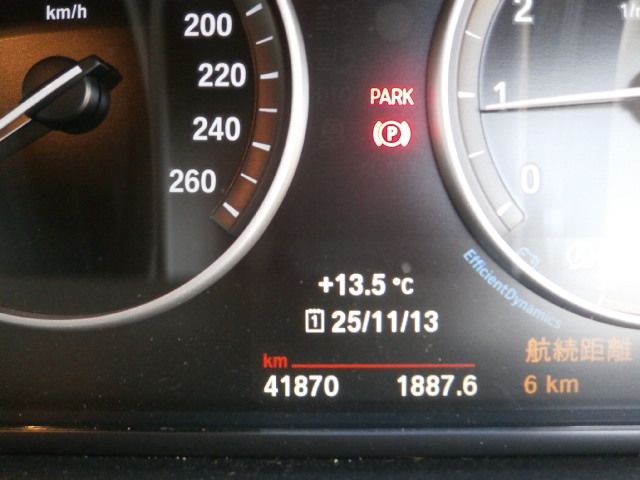 km/h
200
220
240
260
PARK
P
2
1
0
1/m
+13.5 °C
1 25/11/13
EfficientDynamics
km
41870 1887.6
航続距離
6 km